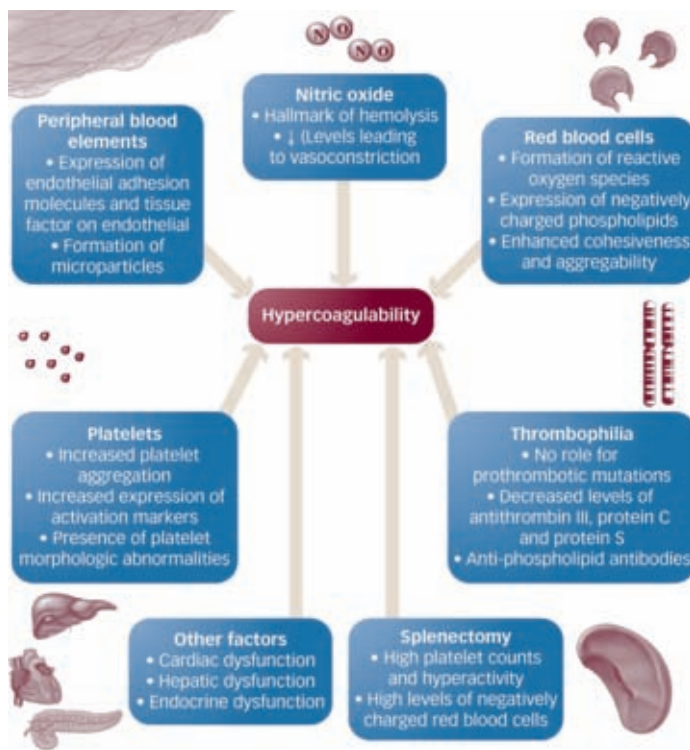 N O
N O
Nitric oxide
• Hallmark of hemolysis
• ↓ (Levels leading
to vasoconstriction
Peripheral blood
elements
• Expression of
endothelial adhesion
molecules and tissue
factor on endothelial
• Formation of
microparticles
Red blood cells
• Formation of reactive
oxygen species
• Expression of negatively
charged phospholipids
• Enhanced cohesiveness
and aggregability
Hypercoagulability
Platelets
• Increased platelet
aggregation
• Increased expression of
activation markers
• Presence of platelet
morphologic abnormalities
Thrombophilia
• No role for
prothrombotic mutations
• Decreased levels of
antithrombin III, protein C
and protein S
• Anti-phospholipid antibodies
Other factors
• Cardiac dysfunction
• Hepatic dysfunction
• Endocrine dysfunction
Splenectomy
• High platelet counts
and hyperactivity
• High levels of negatively
charged red blood cells